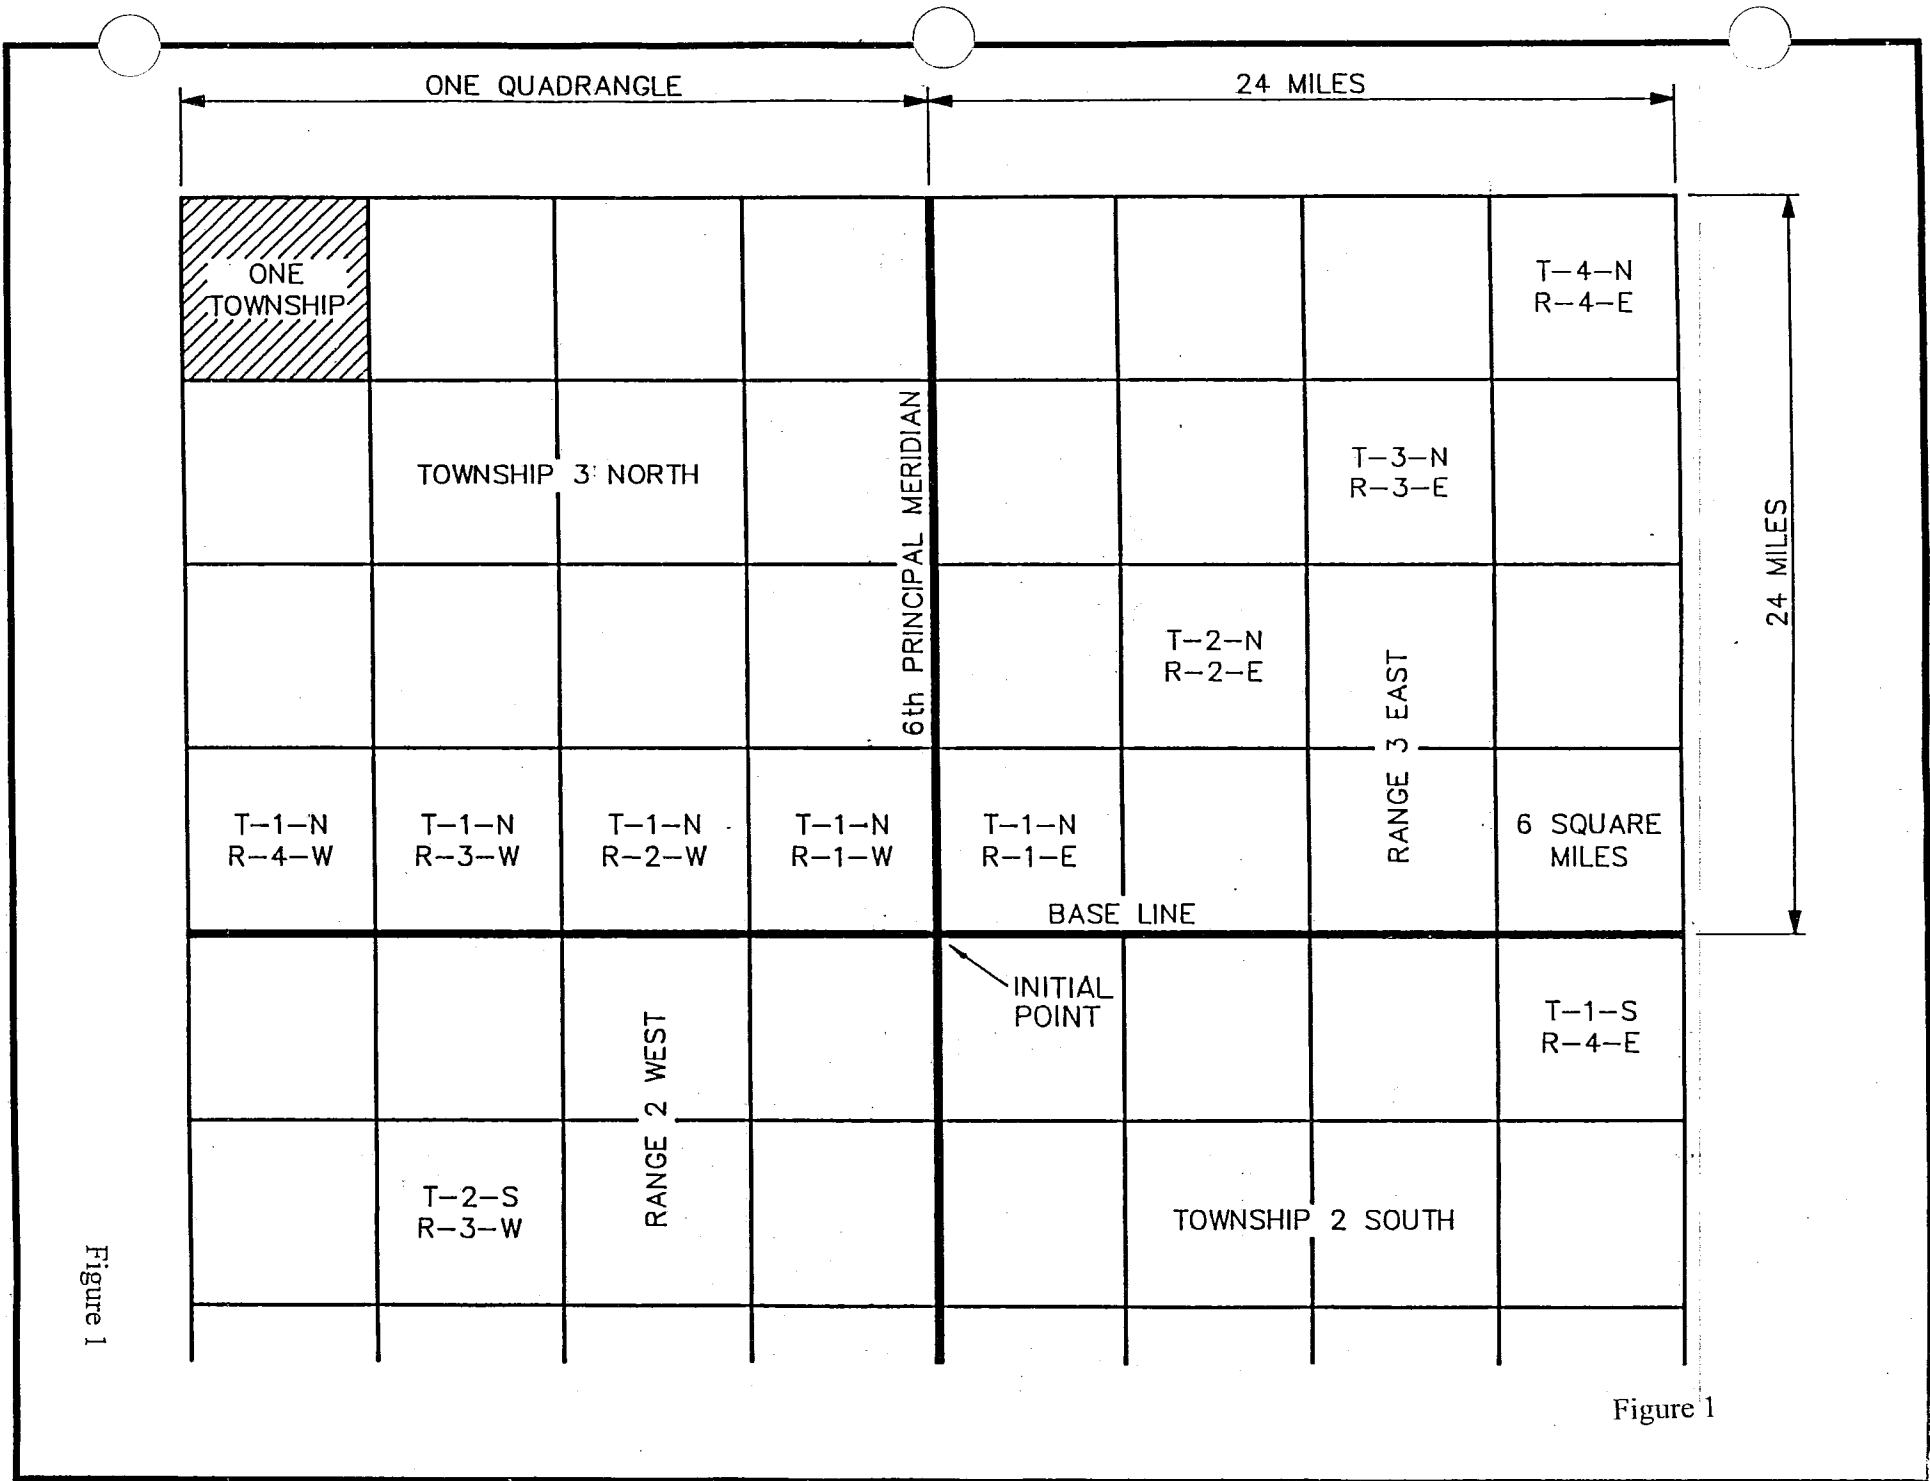 ONE QUADRANGLE
24 MILES
ONE
TOWNSHIP
T-4-N
R-4-E
TOWNSHIP 3 NORTH
6th PRINCIPAL MERIDIAN
T-3-N
R-3-E
24 MILES
T-2-N
R-2-E
RANGE 3 EAST
T-1-N
R-4-W
T-1-N
R-3-W
T-1-N
R-2-W
T-1-N
R-1-W
T-1-N
R-1-E
6 SQUARE
MILES
BASE LINE
INITIAL
POINT
T-1-S
R-4-E
RANGE 2 WEST
T-2-S
R-3-W
TOWNSHIP 2 SOUTH
Figure 1
Figure 1